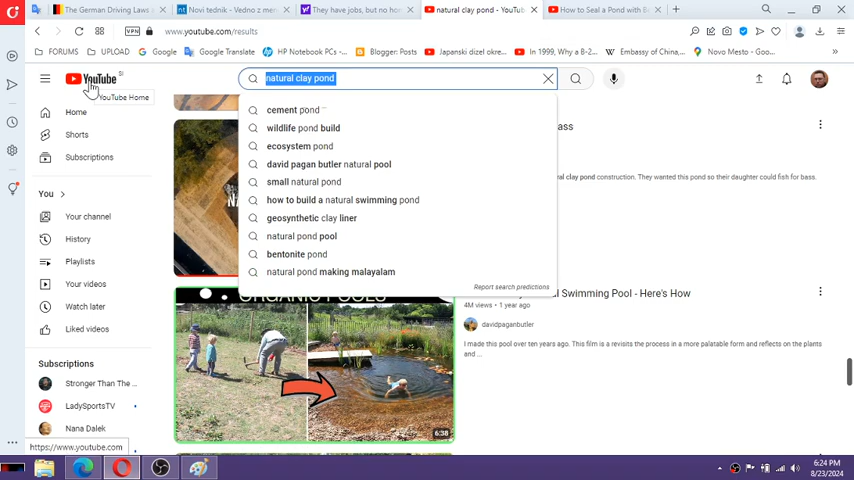 The German Driving Laws a
Novi tednik – Vedno z me
They have jobs, but no ho
natural clay pond - YouTub
How to Seal a Pond with Be
VPN
www.youtube.com/results
FORUMS
UPLOAD
Google
Google Translate
HP Notebook PCs -...
Blogger: Posts
Japanski dizel okre...
In 1999, Why a B-2...
Embassy of China,...
Novo Mesto - Goo...
YouTube
SI
natural clay pond
YouTube Home
Home
Shorts
Subscriptions
You
Your channel
History
Playlists
Your videos
Watch later
Liked videos
Subscriptions
Stronger Than The ...
LadySportsTV
Nana Dalek
https://www.youtube.com
cement pond
wildlife pond build
ecosystem pond
david pagan butler natural pool
small natural pond
how to build a natural swimming pond
geosynthetic clay liner
natural pond pool
bentonite pond
natural pond making malayalam
Report search predictions
ass
clay pond construction. They wanted this pond so their daughter could fish for bass.
Swimming Pool - Here's How
4M views • 1 year ago
davidpaganbutler
I made this pool over ten years ago. This film is a revisits the process in a more palatable form and reflects on the plants
and ...
ORGANIC POOLS
6:38
6:24 PM
8/23/2024